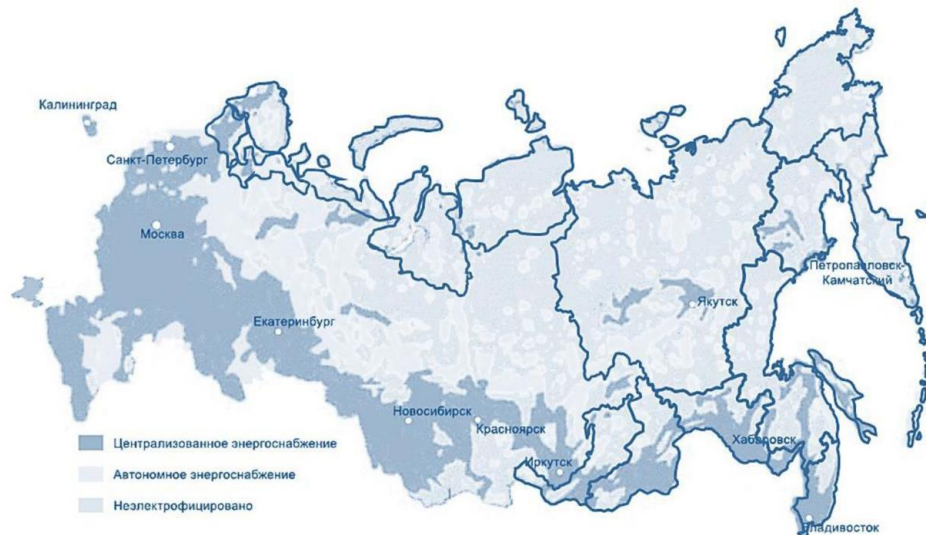 Калининград
Санкт-Петербург
Москва
Екатеринбург
Новосибирск
Красноярск
Иркутск
Якутск
Петропавловск-
Камчатский
Хабаровск
Владивосток
Централизованное энергоснабжение
Автономное энергоснабжение
Неэлектрофицировано